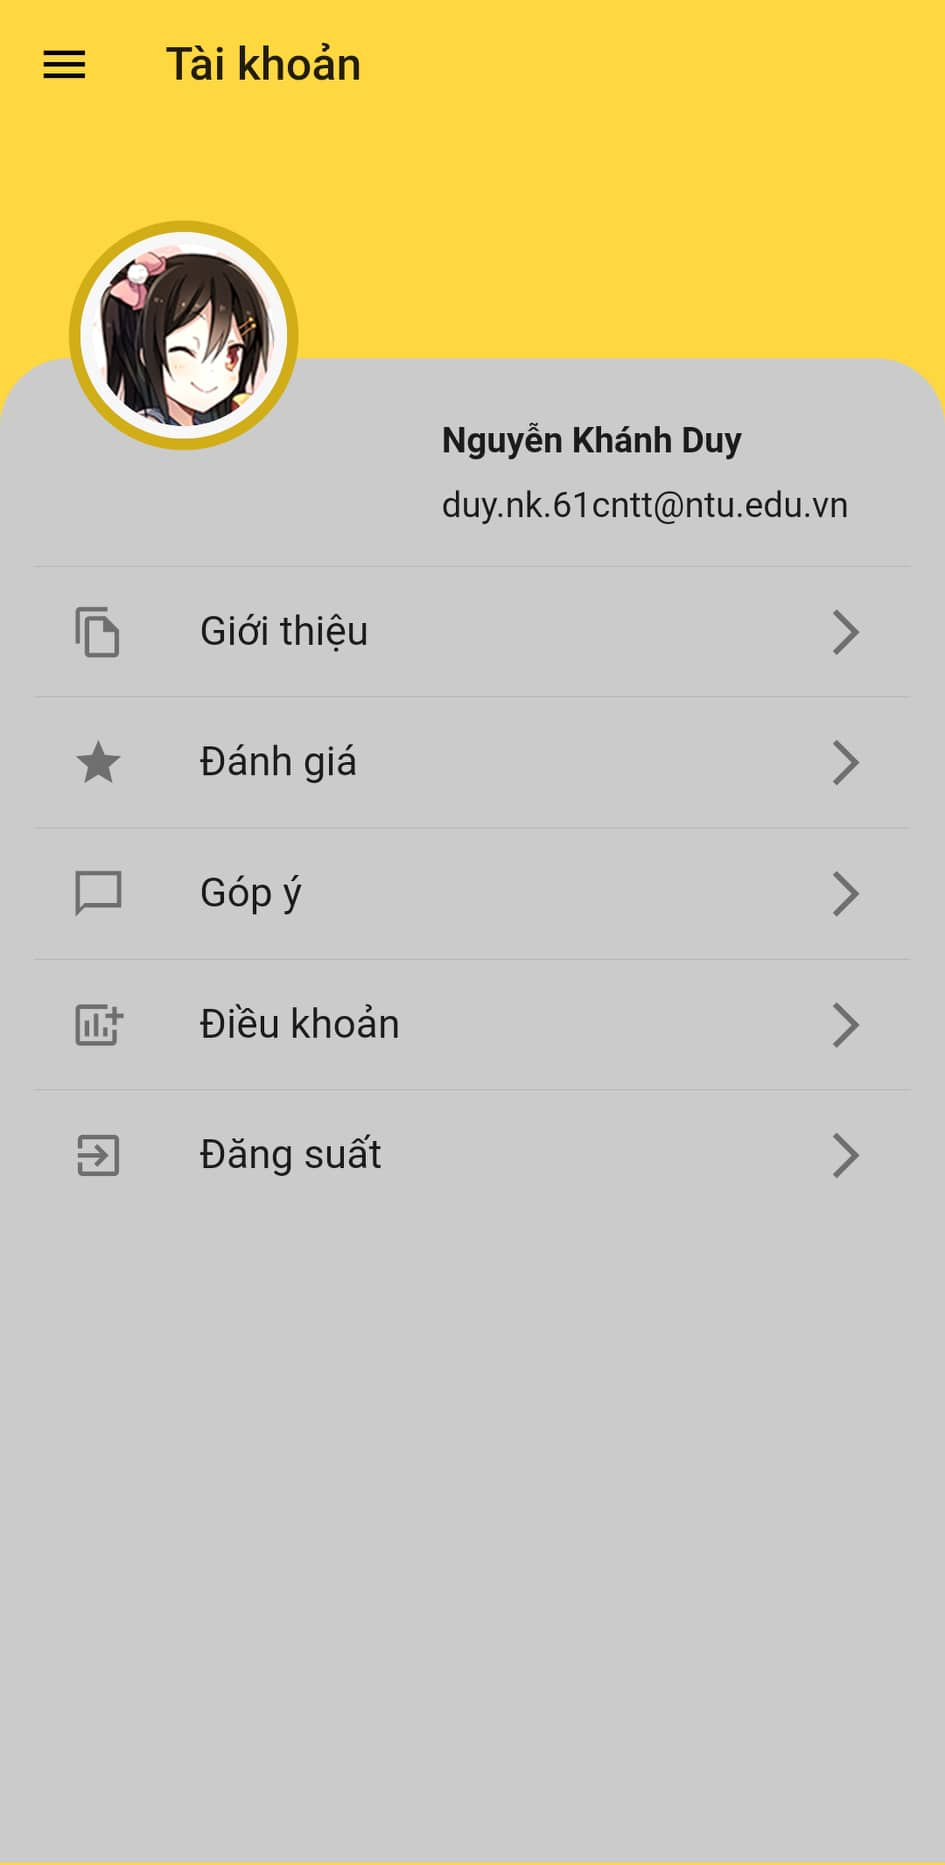 Tài khoản
Nguyễn Khánh Duy
duy.nk.61cntt@ntu.edu.vn
Giới thiệu
Đánh giá
Góp ý
Điều khoản
Đăng suất